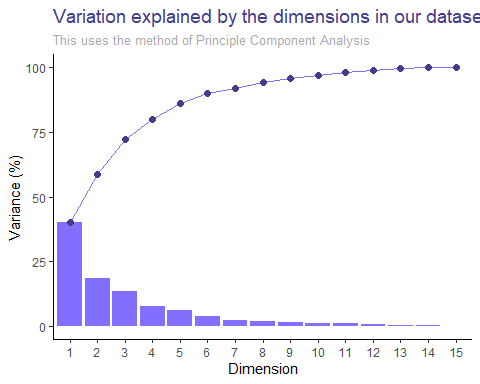 Variation explained by the dimensions in our datase
This uses the method of Principle Component Analysis
100
75
50
25
0
Variance (%)
1 2 3 4 5 6 7 8 9 10 11 12 13 14 15
Dimension